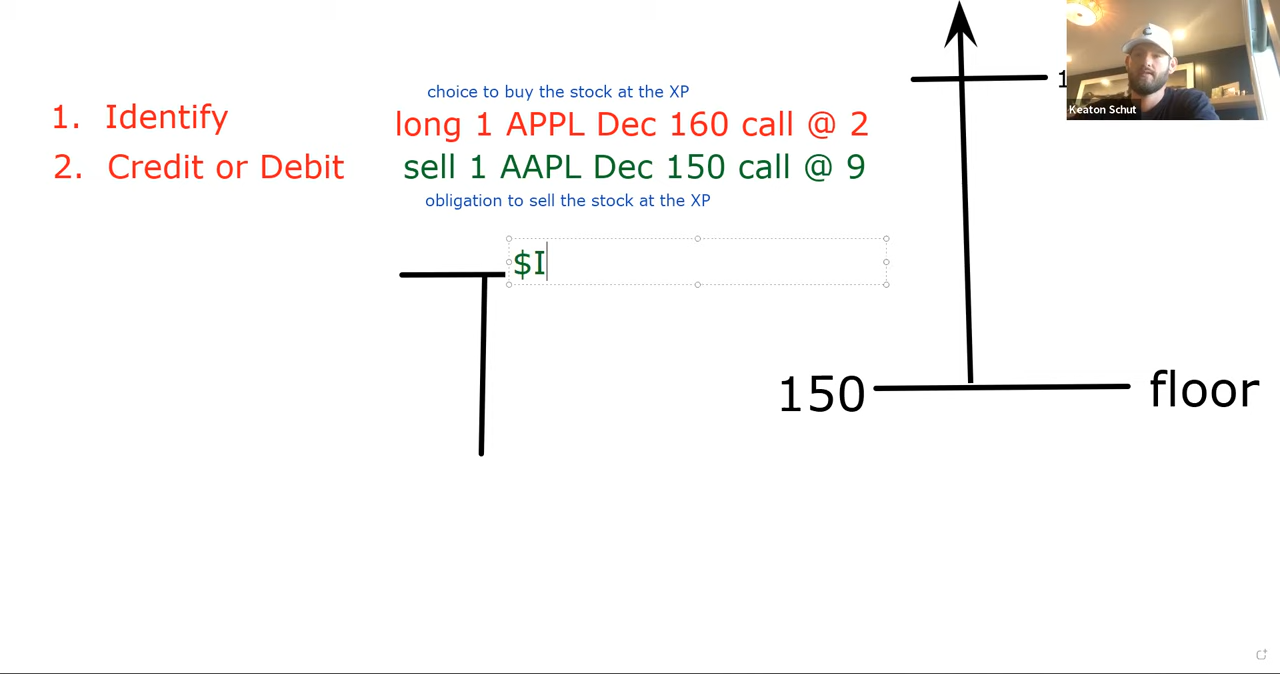 choice to buy the stock at the XP
1. Identify
long 1 APPL Dec 160 call @ 2
2. Credit or Debit
sell 1 AAPL Dec 150 call @ 9
obligation to sell the stock at the XP
$I
150
floor
1
Keaton Schut